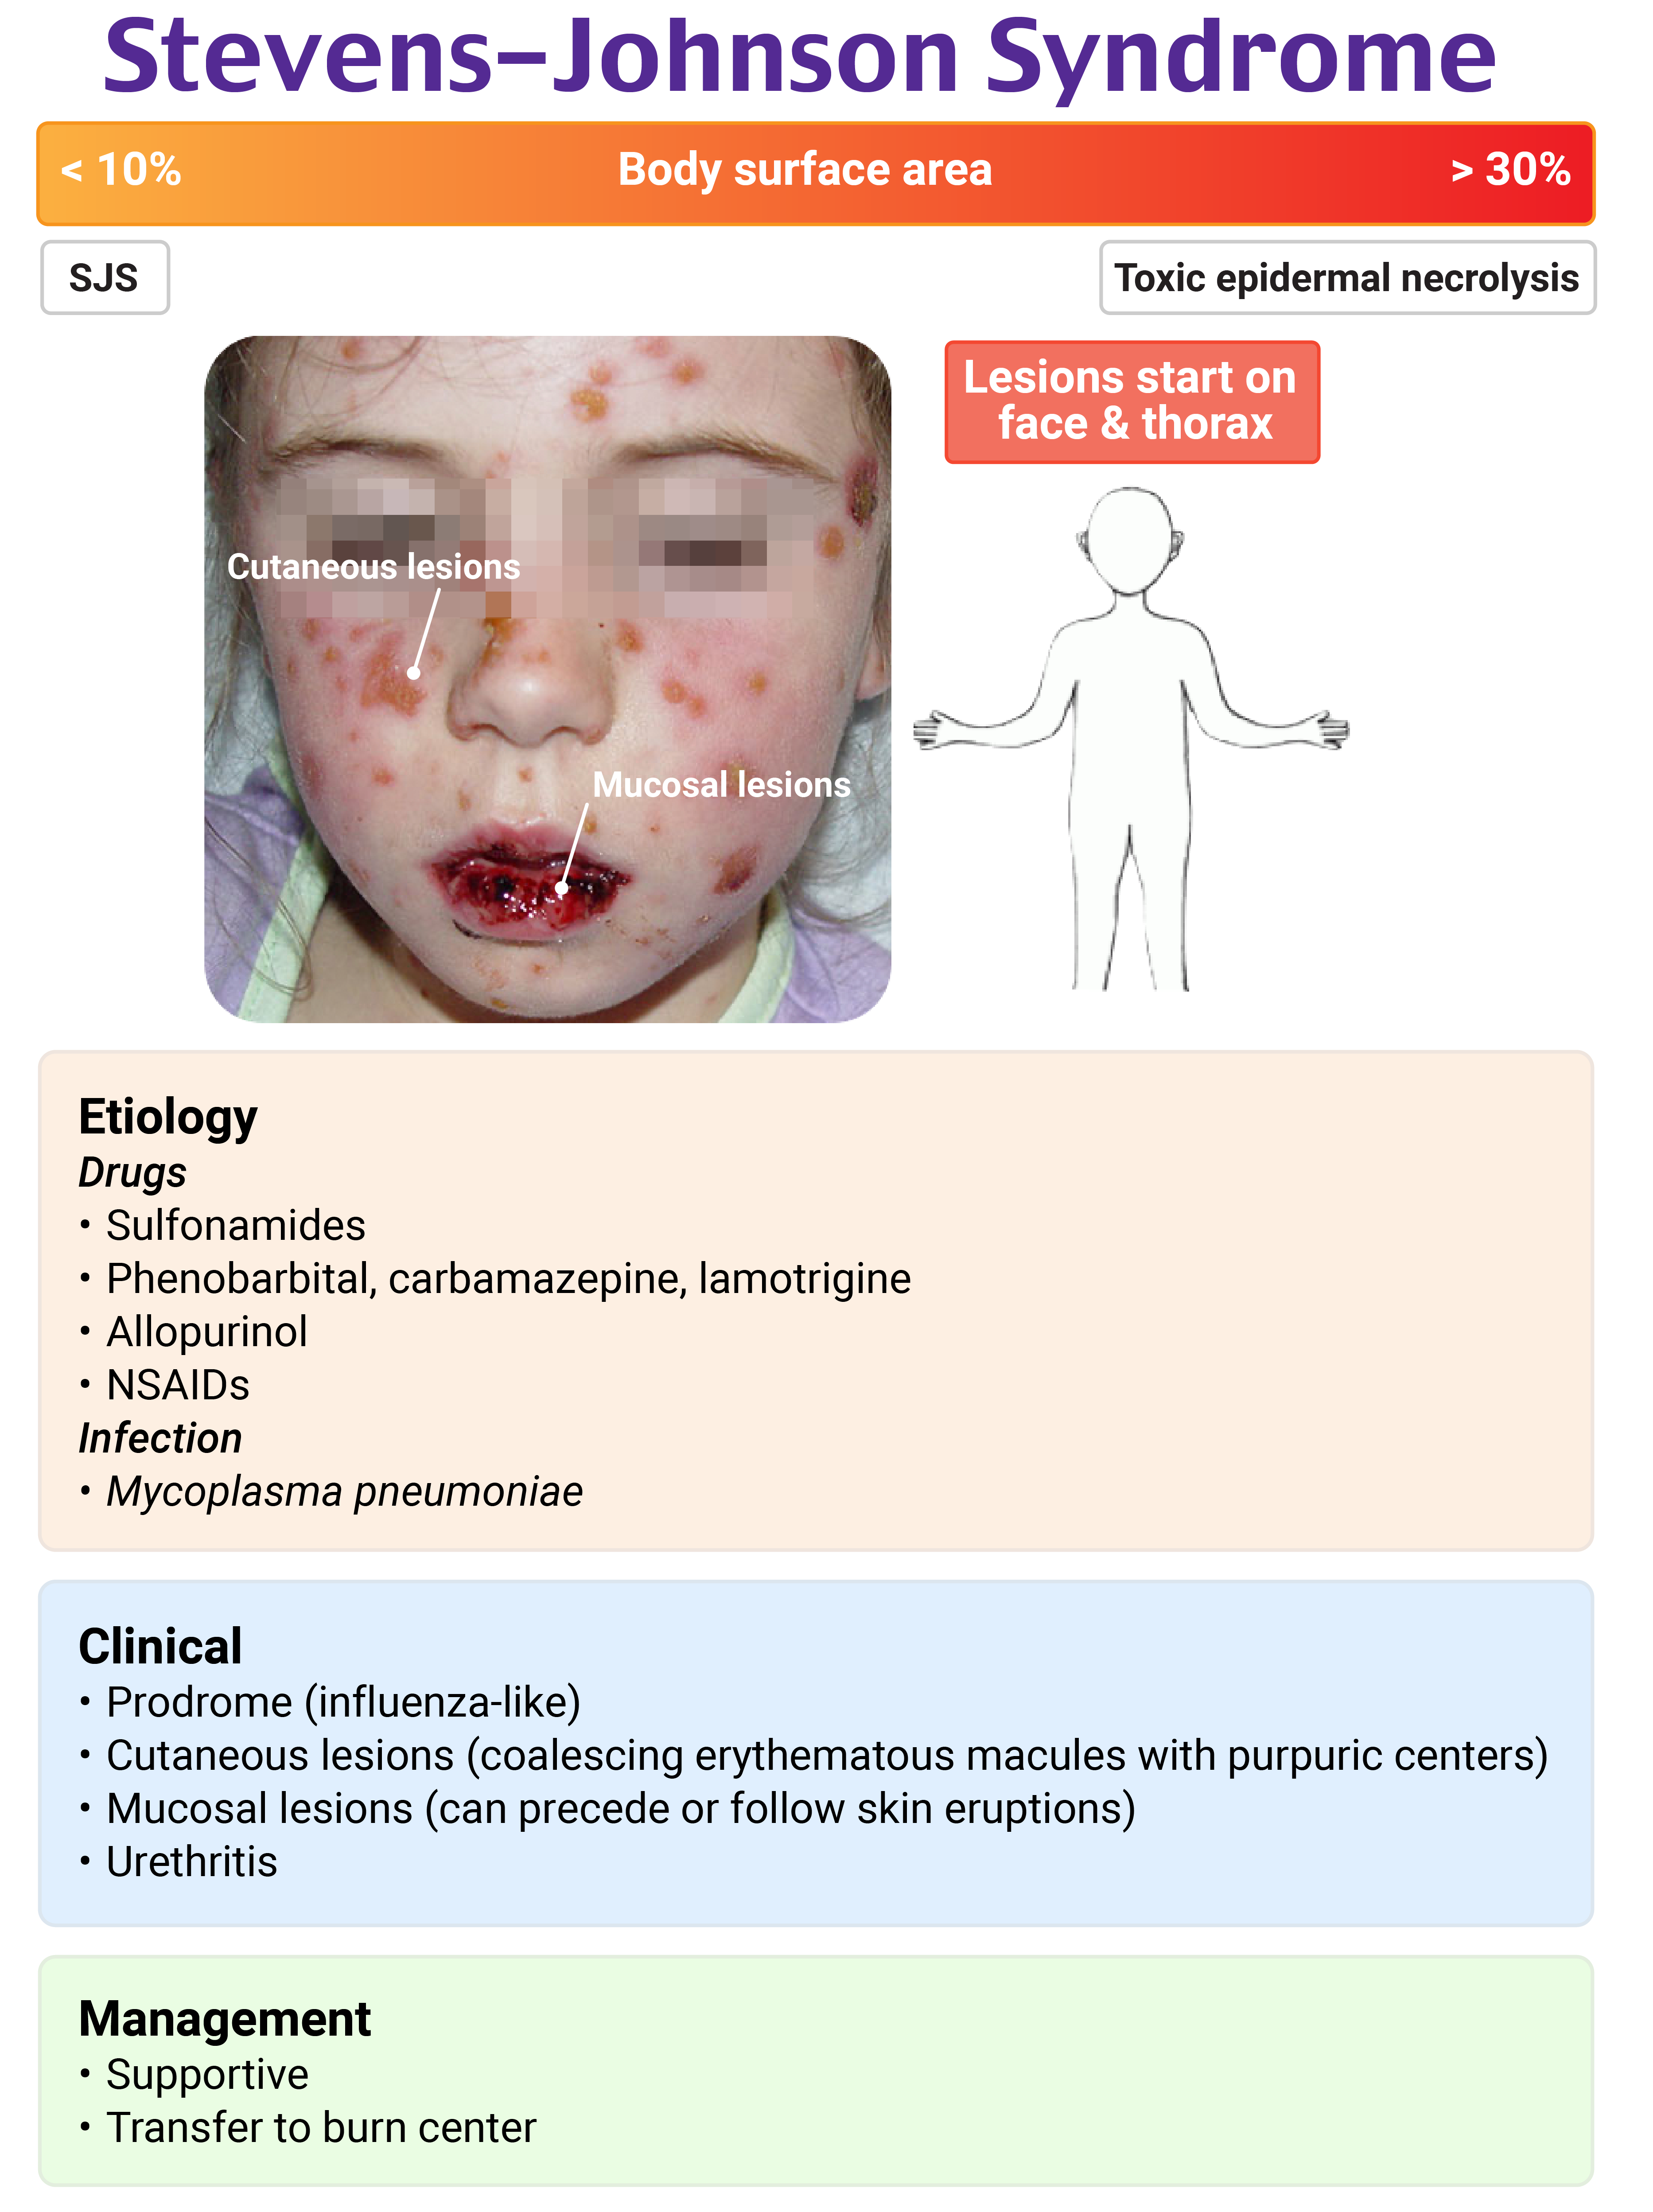 Stevens–Johnson Syndrome
< 10% Body surface area > 30%
SJS
Toxic epidermal necrolysis
Lesions start on
face & thorax
Cutaneous lesions
Mucosal lesions
Etiology
Drugs
• Sulfonamides
• Phenobarbital, carbamazepine, lamotrigine
• Allopurinol
• NSAIDs
Infection
• Mycoplasma pneumoniae
Clinical
• Prodrome (influenza-like)
• Cutaneous lesions (coalescing erythematous macules with purpuric centers)
• Mucosal lesions (can precede or follow skin eruptions)
• Urethritis
Management
• Supportive
• Transfer to burn center